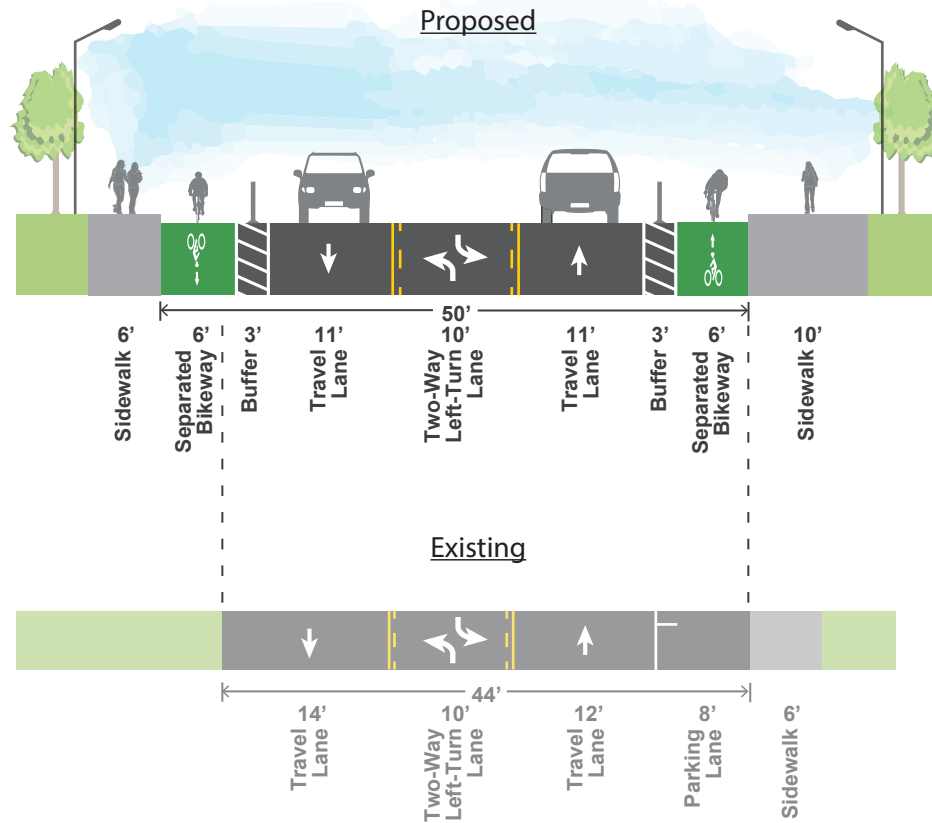 Proposed
50’
6’
Sidewalk
6’
Separated
Bikeway
3’
Buffer
11’
Travel
Lane
10’
Two-Way
Left-Turn
Lane
11’
Travel
Lane
3’
Buffer
6’
Separated
Bikeway
10’
Sidewalk
Existing
44’
14’
Travel
Lane
10’
Two-Way
Left-Turn
Lane
12’
Travel
Lane
8’
Parking
Lane
6’
Sidewalk